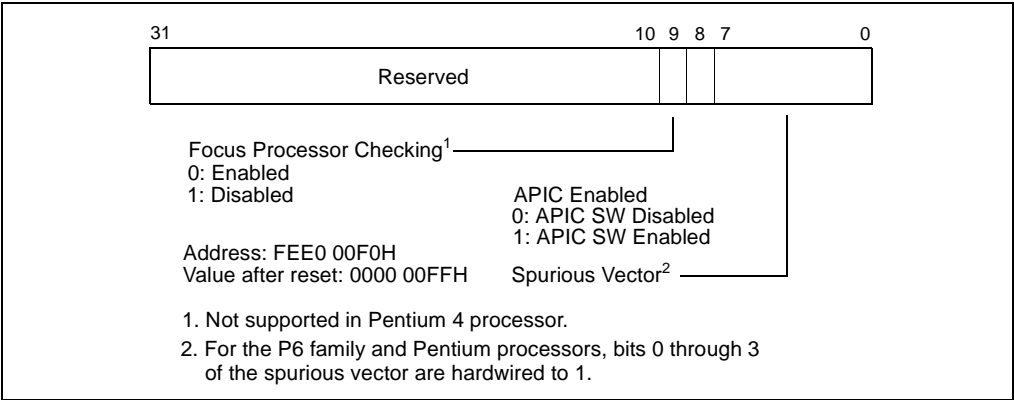 31 10 9 8 7 0
Reserved
Focus Processor Checking1
0: Enabled
1: Disabled
APIC Enabled
0: APIC SW Disabled
1: APIC SW Enabled
Address: FEE0 00F0H
Value after reset: 0000 00FFH
Spurious Vector2
1. Not supported in Pentium 4 processor.
2. For the P6 family and Pentium processors, bits 0 through 3
of the spurious vector are hardwired to 1.